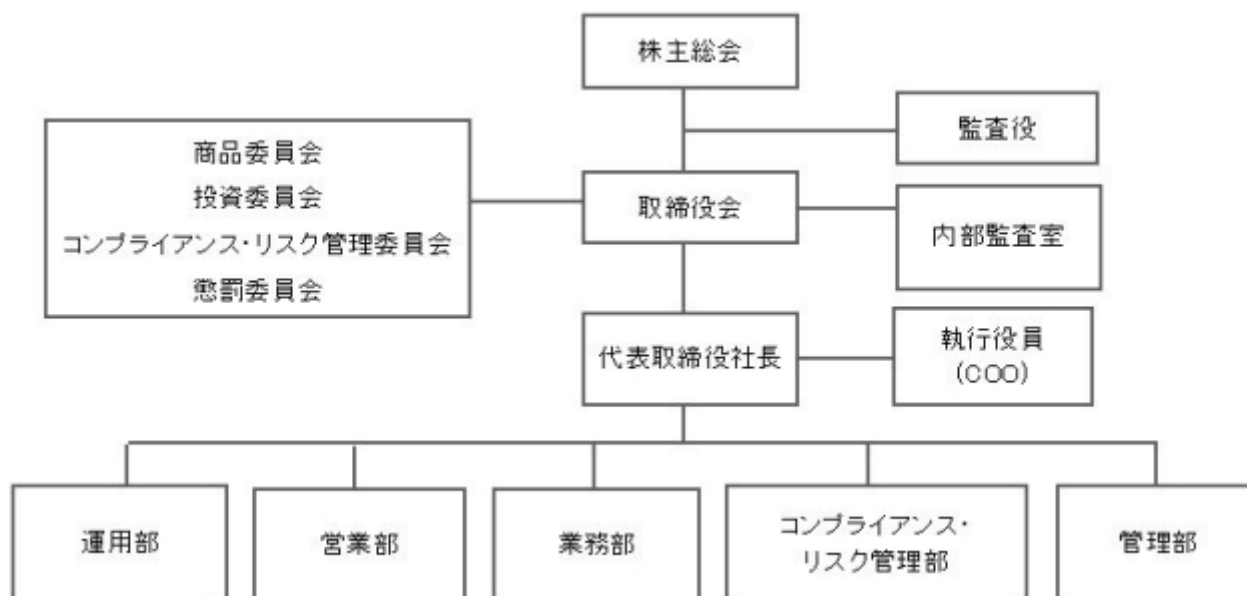 株主総会
監査役
商品委員会
投資委員会
コンプライアンス・リスク管理委員会
懲罰委員会
取締役会
内部監査室
代表取締役社長
執行役員
(COO)
運用部
営業部
業務部
コンプライアンス・
リスク管理部
管理部